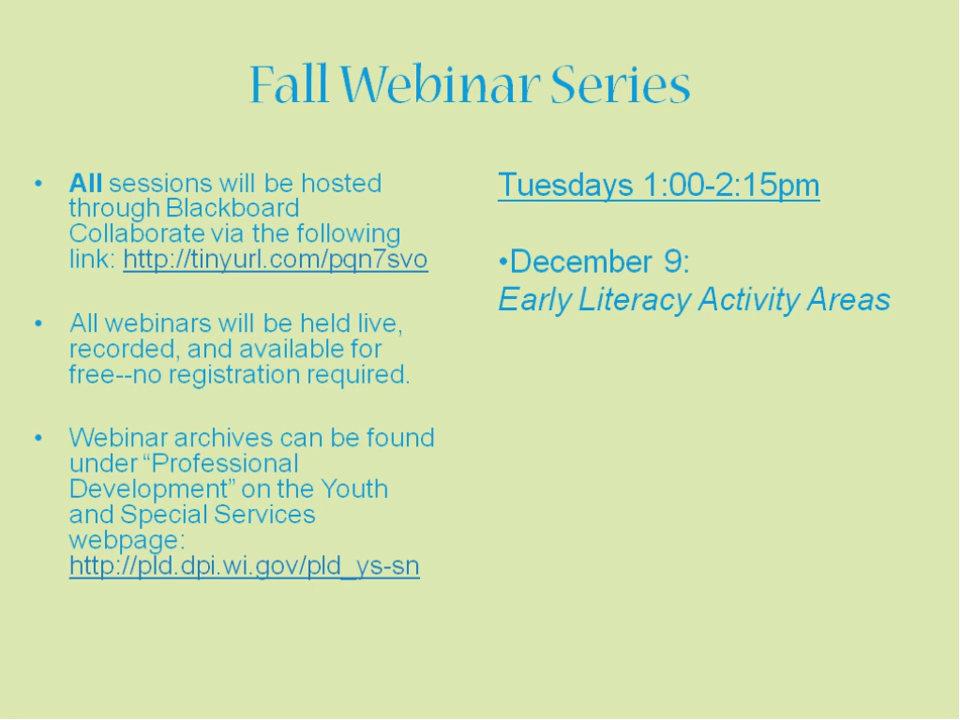 Fall Webinar Series
• All sessions will be hosted
through Blackboard
Collaborate via the following
link: http://tinyurl.com/pqn7svo
• All webinars will be held live,
recorded, and available for
free--no registration required.
• Webinar archives can be found
under “Professional
Development” on the Youth
and Special Services
webpage:
http://pld.dpi.wi.gov/pld_ys-sn
Tuesdays 1:00-2:15pm
•December 9:
Early Literacy Activity Areas